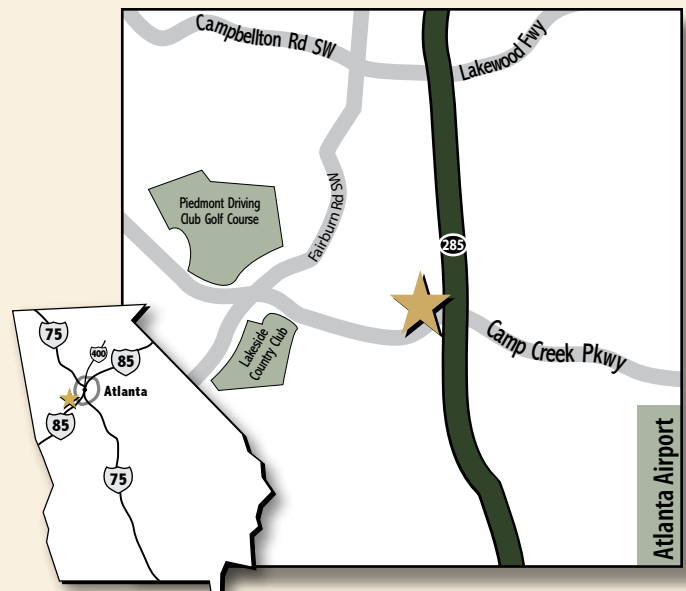 Campbellton Rd SW
Lakewood Fwy
Piedmont Driving
Club Golf Course
Fairburn Rd SW
285
Lakeside
Country Club
Camp Creek Pkwy
Atlanta Airport
75
400
85
Atlanta
85
75